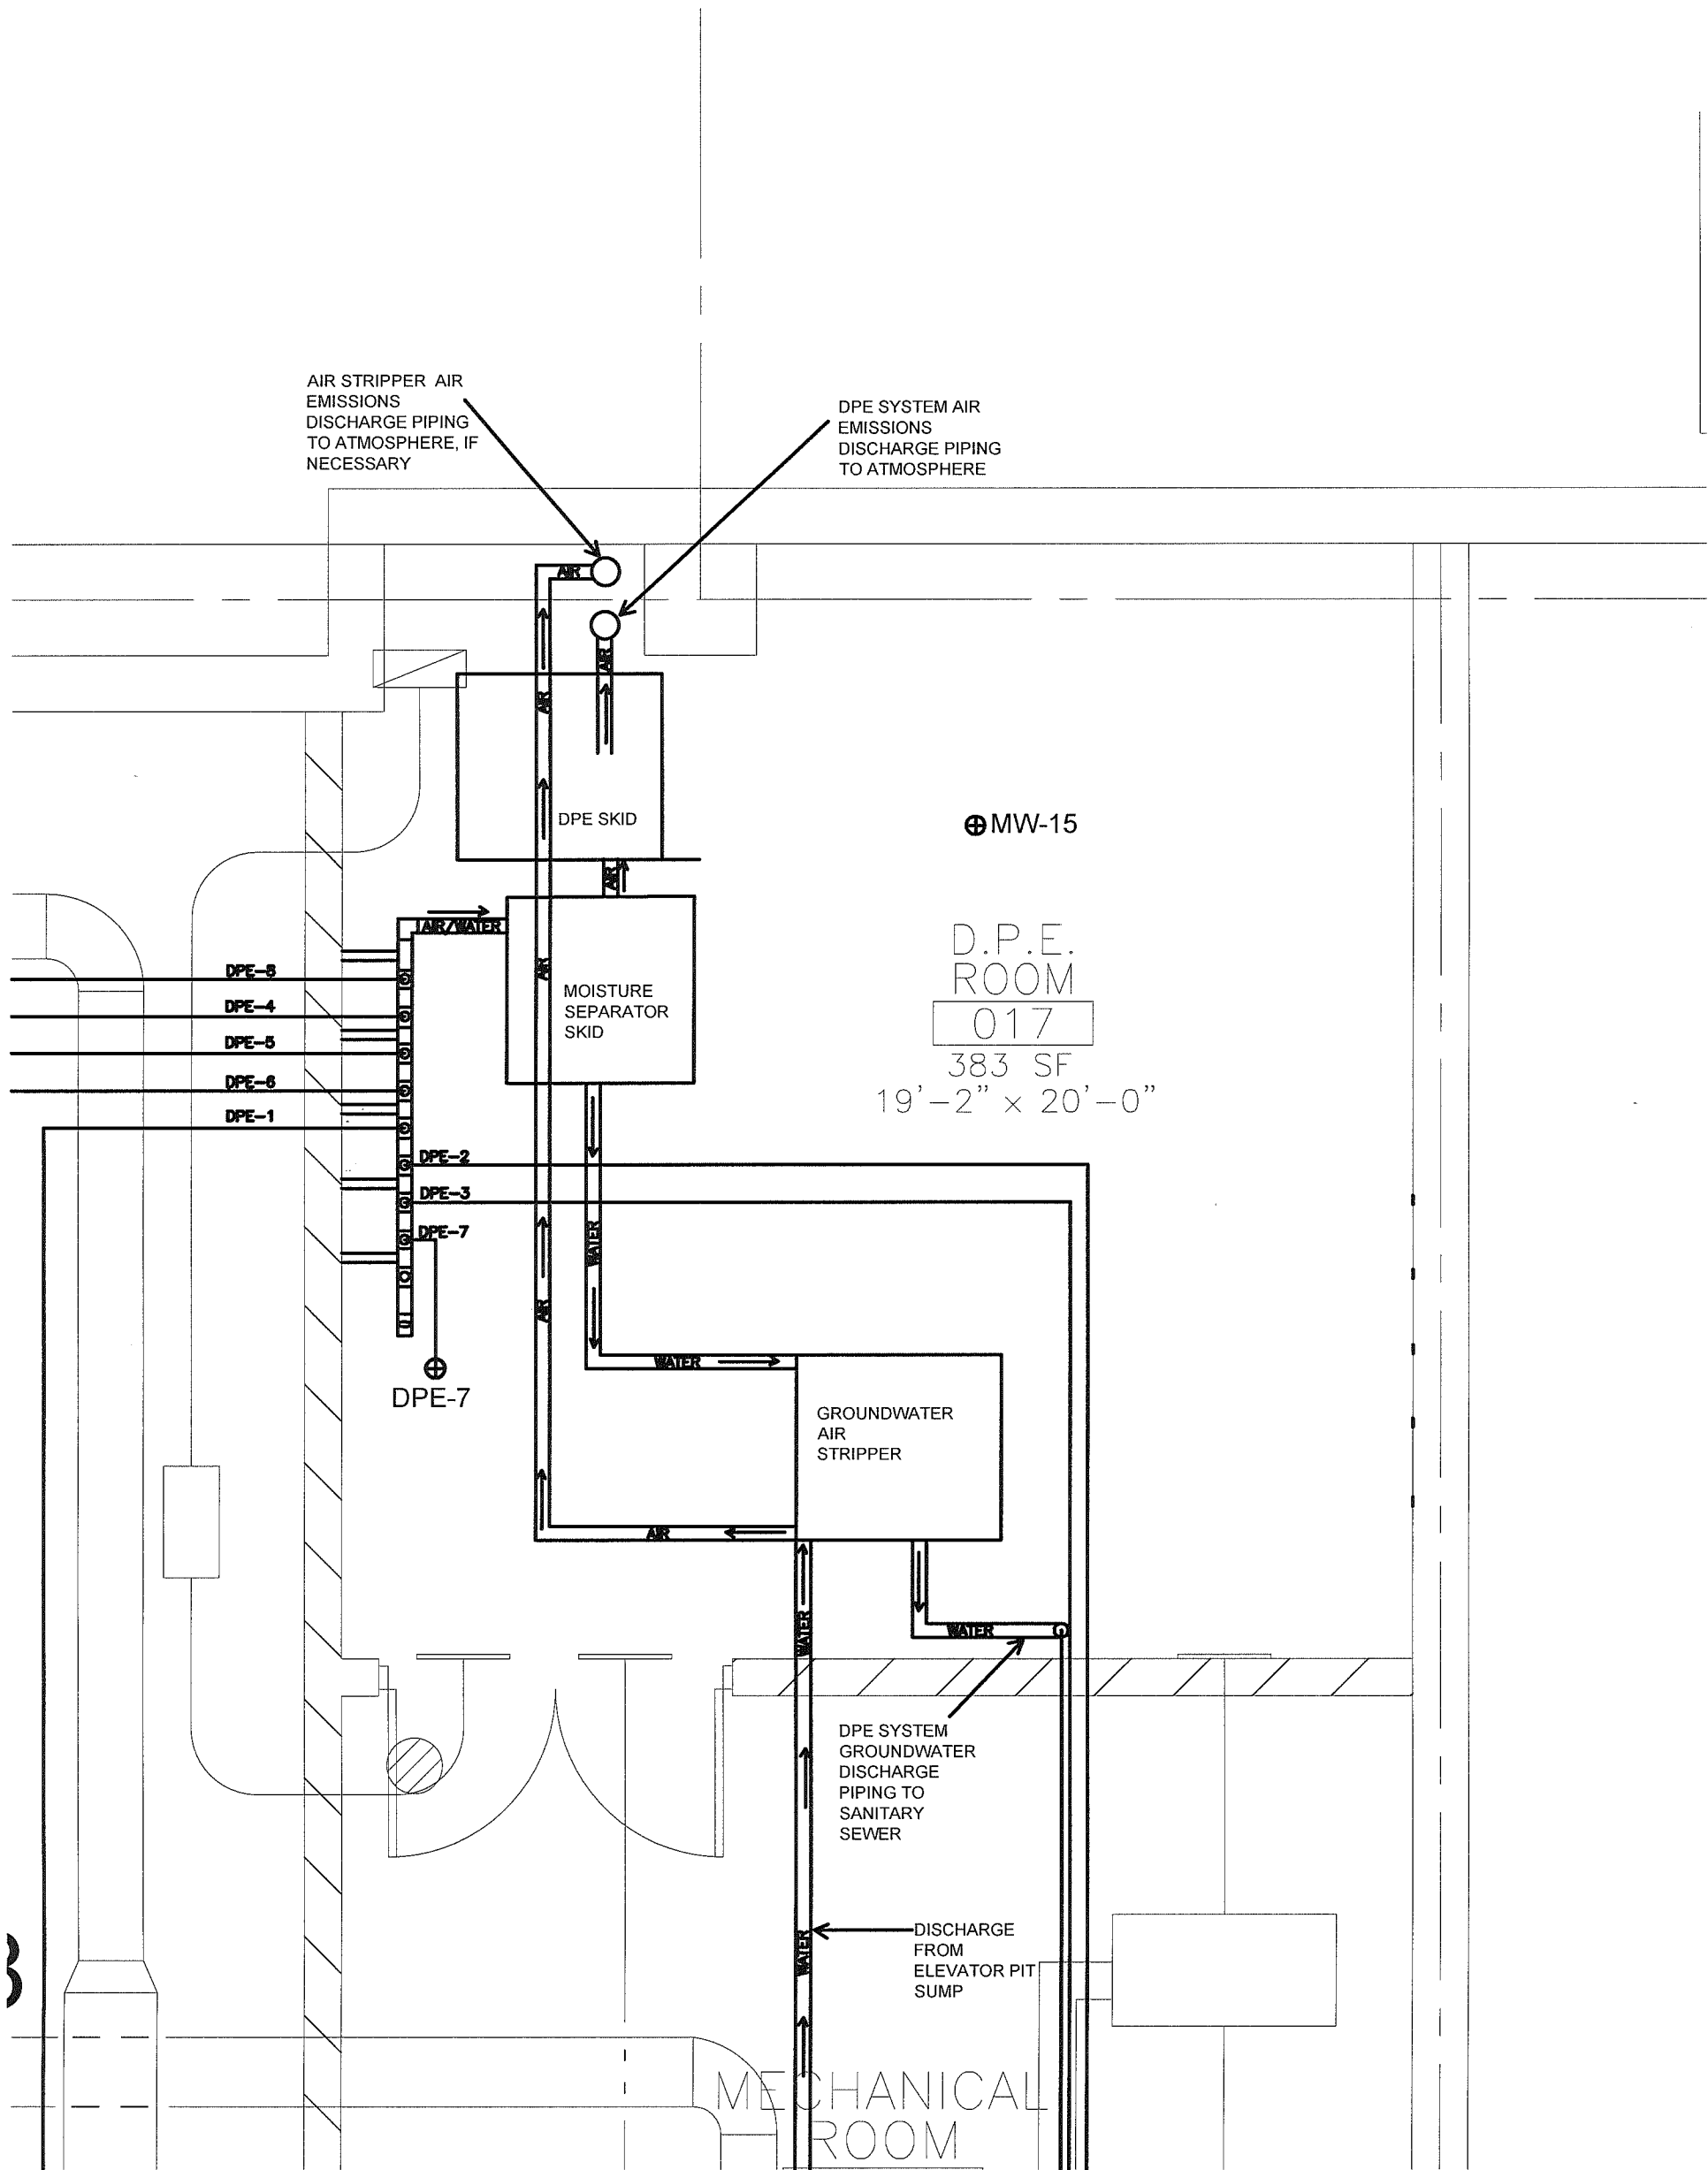 AIR STRIPPER AIR
EMISSIONS
DISCHARGE PIPING
TO ATMOSPHERE, IF
NECESSARY
DPE SYSTEM AIR
EMISSIONS
DISCHARGE PIPING
TO ATMOSPHERE
AIR
AIR
AIR
DPE SKID
MW-15
AIR
AIR/WATER
AIR
MOISTURE
SEPARATOR
SKID
D.P.E.
ROOM
017
383 SF
19'-2" x 20'-0"
DPE-8
DPE-4
DPE-5
DPE-6
DPE-1
DPE-2
DPE-3
DPE-7
WATER
AIR
WATER
DPE-7
GROUNDWATER
AIR
STRIPPER
AIR
WATER
WATER
DPE SYSTEM
GROUNDWATER
DISCHARGE
PIPING TO
SANITARY
SEWER
WATER
DISCHARGE
FROM
ELEVATOR PIT
SUMP
MECHANICAL
ROOM